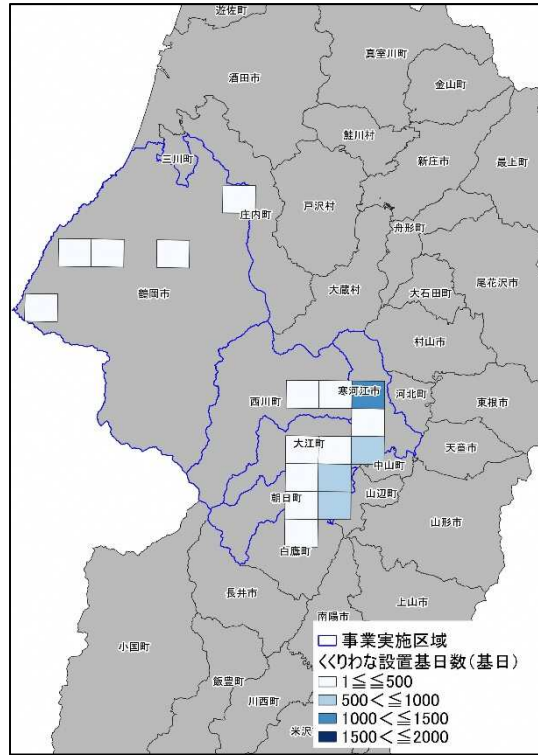 遊佐町
真室川町
金山町
酒田市
鮭川村
三川町
新庄市
最上町
庄内町
戸沢村
舟形町
鶴岡市
大蔵村
大石田町
尾花沢市
村山市
西川町
寒河江市
河北町
東根市
大江町
天童市
中山町
朝日町
山辺町
山形市
白鷹町
長井市
南陽市
上山市
小国町
飯豊町
川西町
米沢
事業実施区域
くくりわな設置基日数(基日)
1≦≦500
500<≦1000
1000<≦1500
1500<≦2000